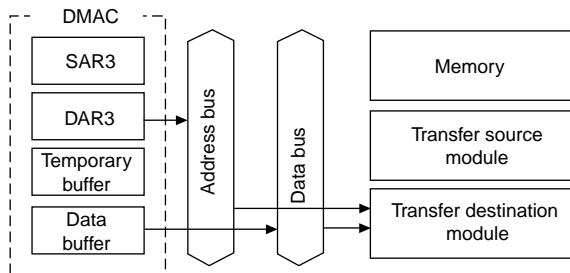 DMAC
SAR3
DAR3
Temporary
buffer
Data
buffer
Address bus
Data bus
Memory
Transfer source
module
Transfer destination
module